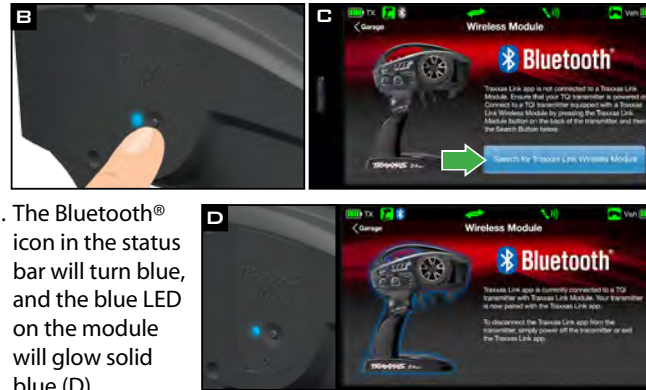 B
C
TX
Veh
Garage
Wireless Module
Bluetooth®
Traxxas Link app is not connected to a Traxxas Link
Module. Ensure that your TQi transmitter is powered on.
Connect to a TQi transmitter equipped with a Traxxas
Link Wireless Module by pressing the Traxxas Link
Module button on the back of the transmitter, and then
the Search Button below.
Search for Traxxas Link Wireless Module
TRAXXAS
. The Bluetooth®
icon in the status
bar will turn blue,
and the blue LED
on the module
will glow solid
blue (D).
D
TX
Veh
Garage
Wireless Module
Bluetooth®
Traxxas Link app is currently connected to a TQi
transmitter with Traxxas Link Module. Your transmitter
is now paired with the Traxxas Link app.
To disconnect the Traxxas Link app from the
transmitter, simply power off the transmitter or exit
the Traxxas Link app.
TRAXXAS